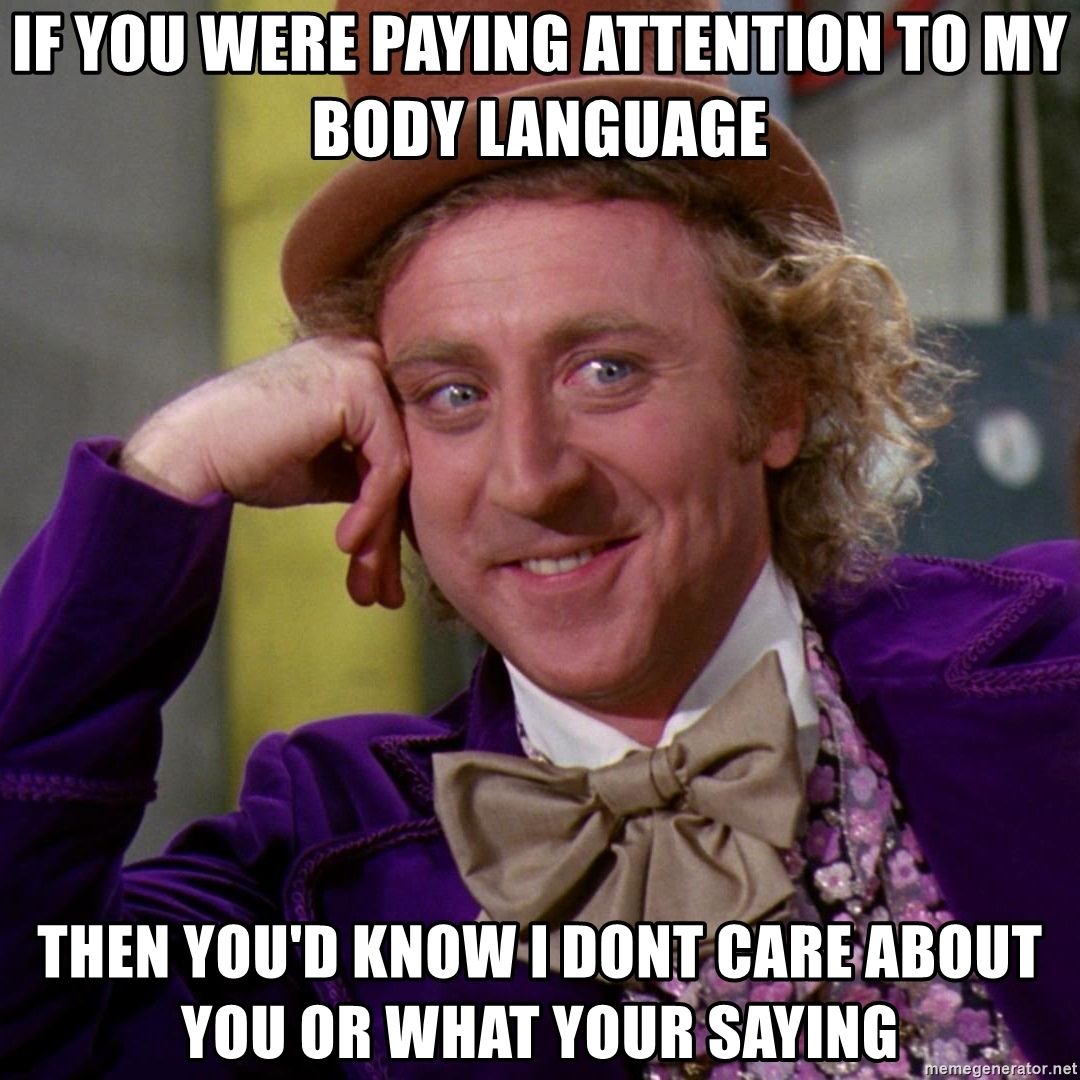 IF YOU WERE PAYING ATTENTION TO MY
BODY LANGUAGE
THEN YOU'D KNOW I DONT CARE ABOUT
YOU OR WHAT YOUR SAYING
memegenerator.net